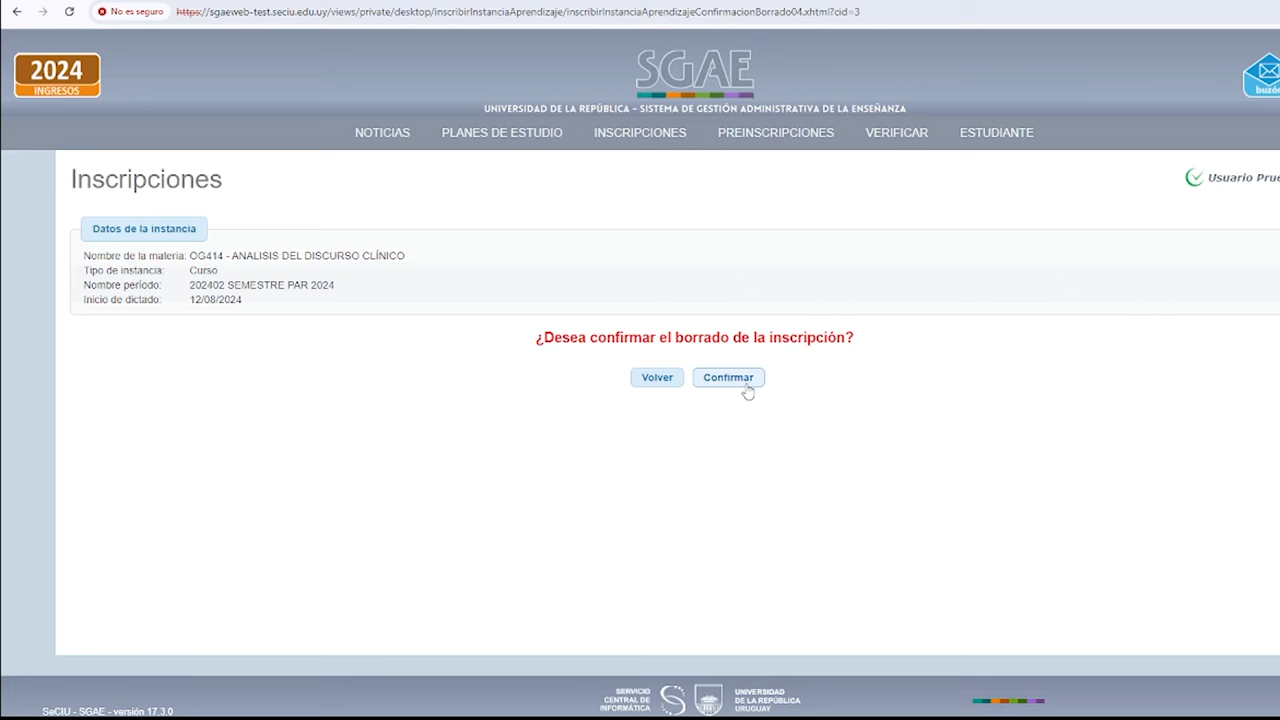 No es seguro https://sgaeweb-test.seciu.edu.uy/views/private/desktop/inscribirInstanciaAprendizaje/inscribirInstanciaAprendizajeConfirmacionBorrado04.xhtml?cid=3
2024
INGRESOS
SGAE
buzón
UNIVERSIDAD DE LA REPÚBLICA - SISTEMA DE GESTIÓN ADMINISTRATIVA DE LA ENSEÑANZA
NOTICIAS PLANES DE ESTUDIO INSCRIPCIONES PREINSCRIPCIONES VERIFICAR ESTUDIANTE
Inscripciones
Usuario Prue
Datos de la instancia
Nombre de la materia: OG414 - ANALISIS DEL DISCURSO CLÍNICO
Tipo de instancia: Curso
Nombre período: 202402 SEMESTRE PAR 2024
Inicio de dictado: 12/08/2024
¿Desea confirmar el borrado de la inscripción?
Volver Confirmar
SERVICIO
CENTRAL DE
INFORMÁTICA
UNIVERSIDAD
DE LA REPÚBLICA
URUGUAY
SeCIU - SGAE - versión 17.3.0